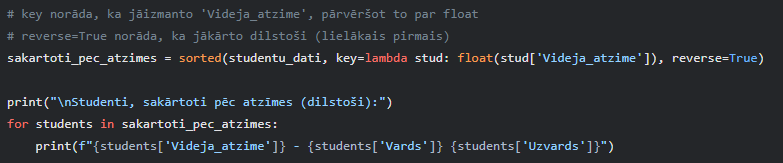 # key norāda, ka jāizmanto 'Videja_atzime', pārvēršot to par float
# reverse=True norāda, ka jākārto dilstoši (lielākais pirmais)
sakartoti_pec_atzimes = sorted(studentu_dati, key=lambda stud: float(stud['Videja_atzime']), reverse=True)
print("\nStudenti, sakārtoti pēc atzīmes (dilstoši):")
for students in sakartoti_pec_atzimes:
    print(f"{students['Videja_atzime']} - {students['Vards']} {students['Uzvards']}")